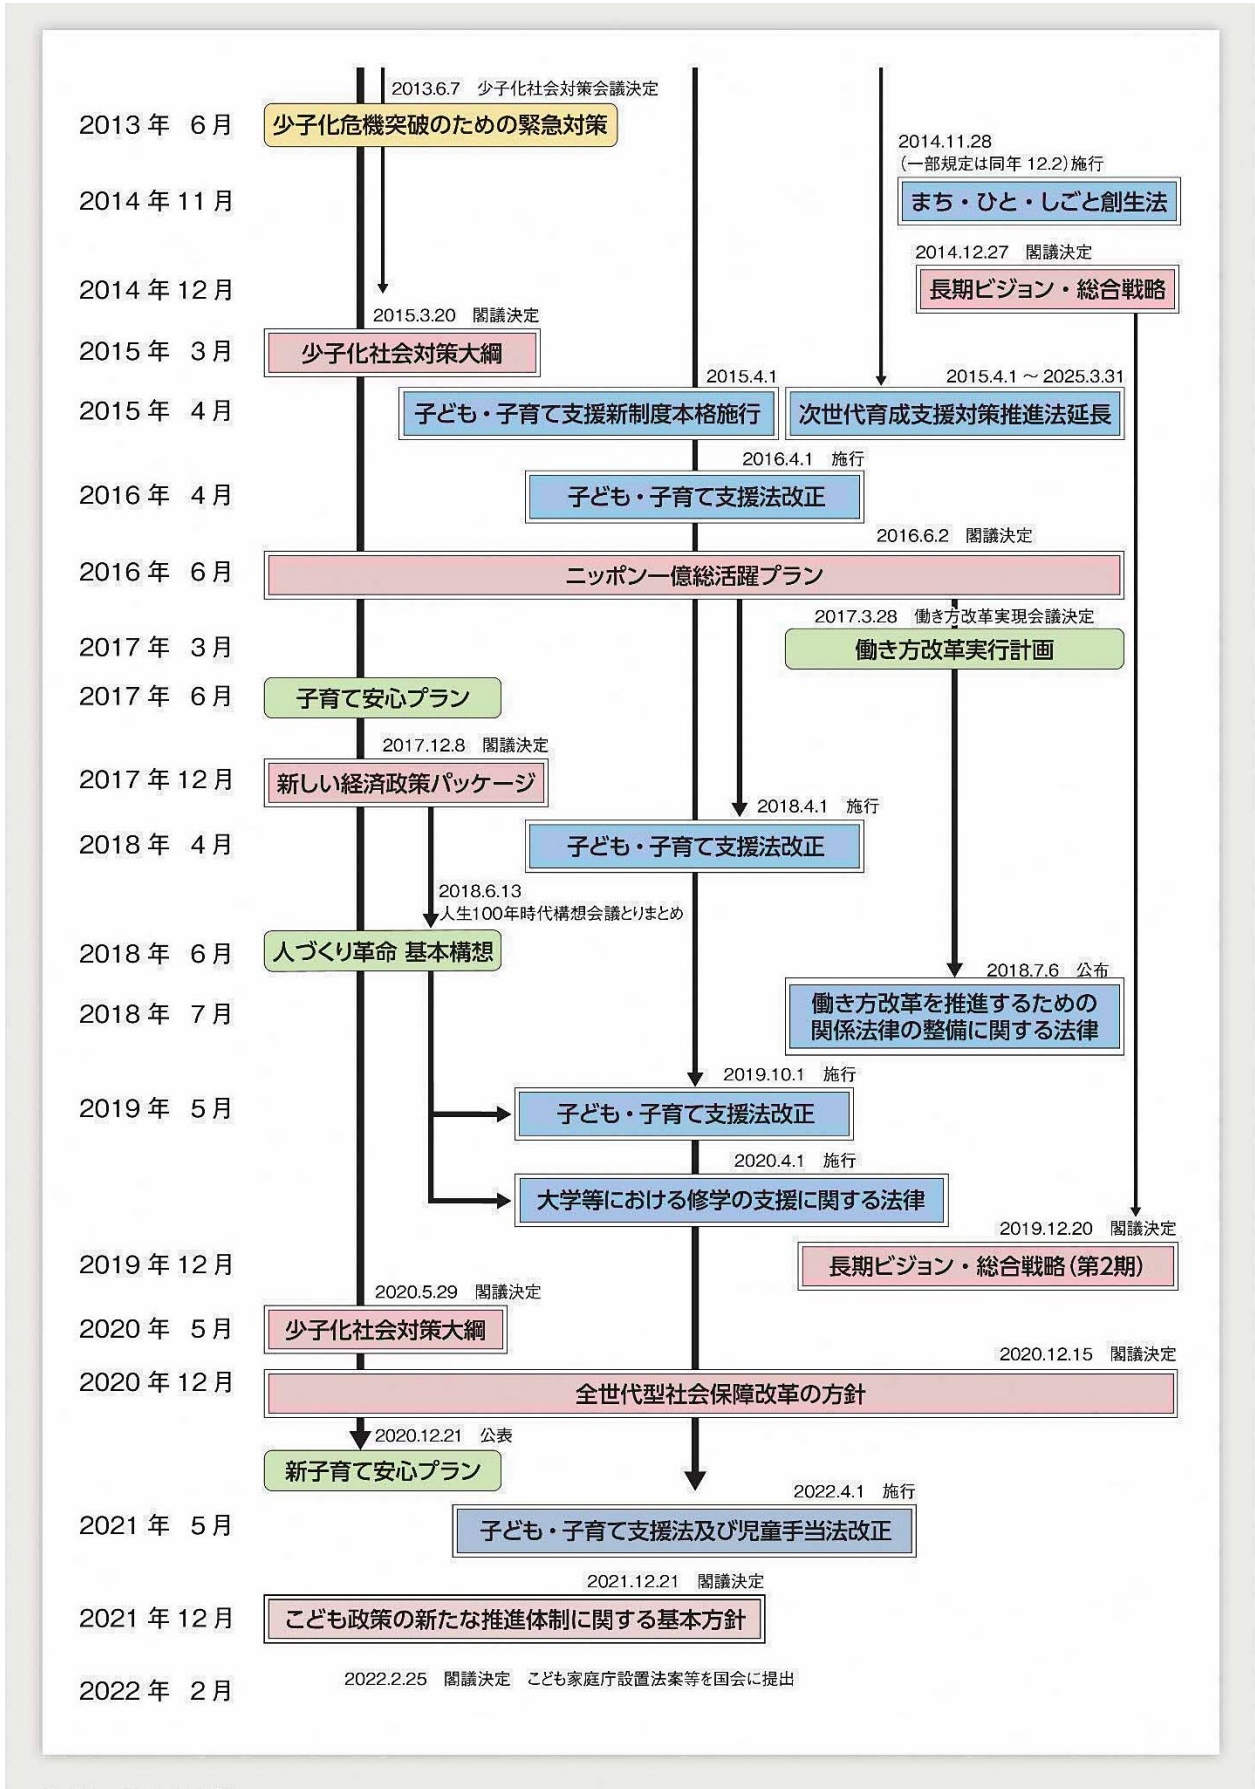 2013.6.7 少子化社会対策会議決定
2013年 6月
少子化危機突破のための緊急対策
2014.11.28
（一部規定は同年 12.2）施行
2014年11月
まち・ひと・しごと創生法
2014.12.27 閣議決定
2014年12月
長期ビジョン・総合戦略
2015.3.20 閣議決定
2015年 3月
少子化社会対策大綱
2015.4.1
2015.4.1 ～ 2025.3.31
2015年 4月
子ども・子育て支援新制度本格施行
次世代育成支援対策推進法延長
2016.4.1 施行
2016年 4月
子ども・子育て支援法改正
2016.6.2 閣議決定
2016年 6月
ニッポン一億総活躍プラン
2017.3.28 働き方改革実現会議決定
2017年 3月
働き方改革実行計画
2017年 6月
子育て安心プラン
2017.12.8 閣議決定
2017年12月
新しい経済政策パッケージ
2018.4.1 施行
2018年 4月
子ども・子育て支援法改正
2018.6.13
人生100年時代構想会議とりまとめ
2018年 6月
人づくり革命 基本構想
2018.7.6 公布
2018年 7月
働き方改革を推進するための
関係法律の整備に関する法律
2019.10.1 施行
2019年 5月
子ども・子育て支援法改正
2020.4.1 施行
大学等における修学の支援に関する法律
2019.12.20 閣議決定
2019年12月
長期ビジョン・総合戦略（第2期）
2020.5.29 閣議決定
2020年 5月
少子化社会対策大綱
2020.12.15 閣議決定
2020年12月
全世代型社会保障改革の方針
2020.12.21 公表
新子育て安心プラン
2022.4.1 施行
2021年 5月
子ども・子育て支援法及び児童手当法改正
2021.12.21 閣議決定
2021年12月
こども政策の新たな推進体制に関する基本方針
2022年 2月
2022.2.25 閣議決定 こども家庭庁設置法案等を国会に提出